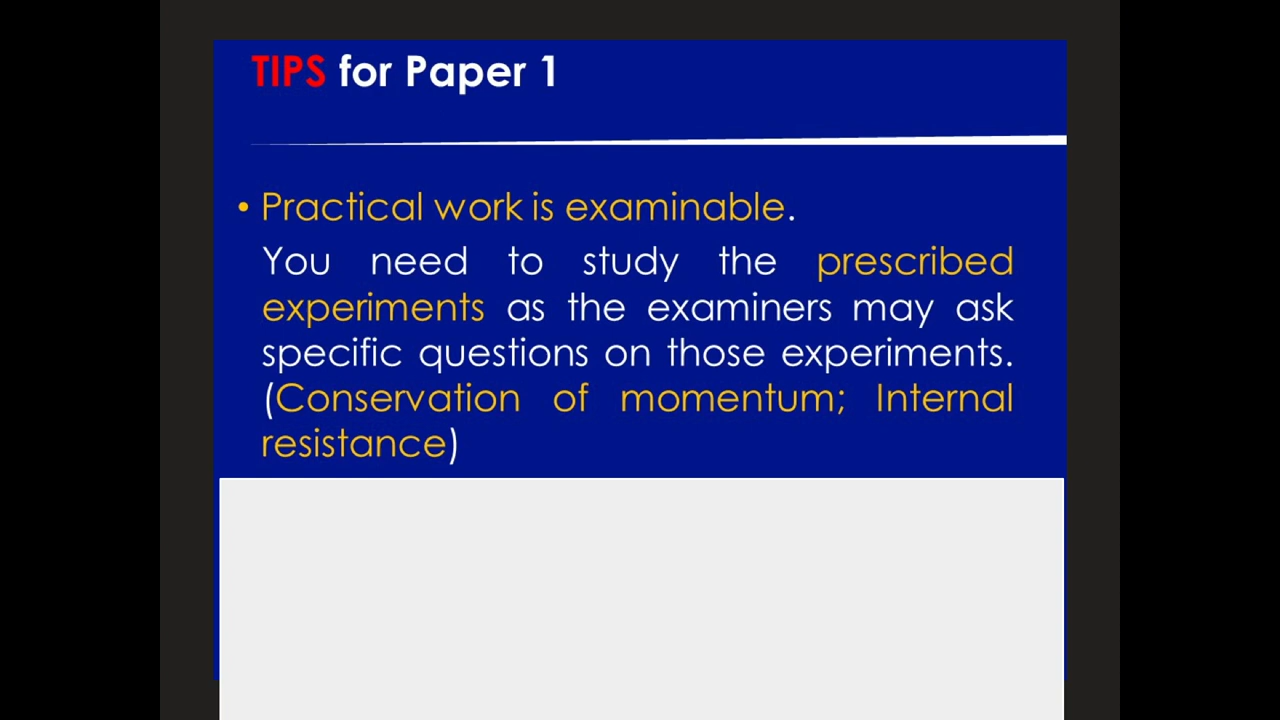 TIPS for Paper 1
• Practical work is examinable.
You need to study the prescribed
experiments as the examiners may ask
specific questions on those experiments.
(Conservation of momentum; Internal
resistance)